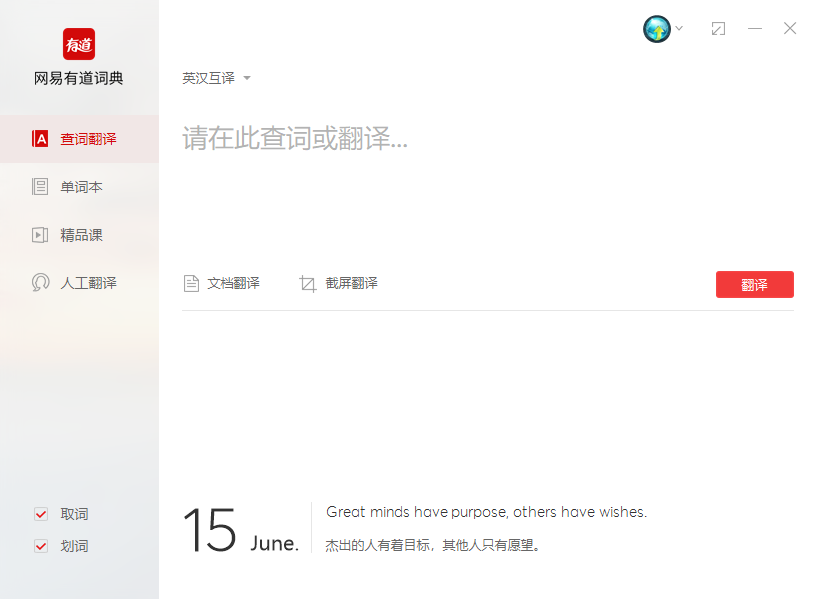 有道
网易有道词典
查词翻译
单词本
精品课
人工翻译
取词
划词
英汉互译
请在此查词或翻译...
文档翻译
截屏翻译
翻译
15 June.
Great minds have purpose, others have wishes.
杰出的人有着目标，其他人只有愿望。